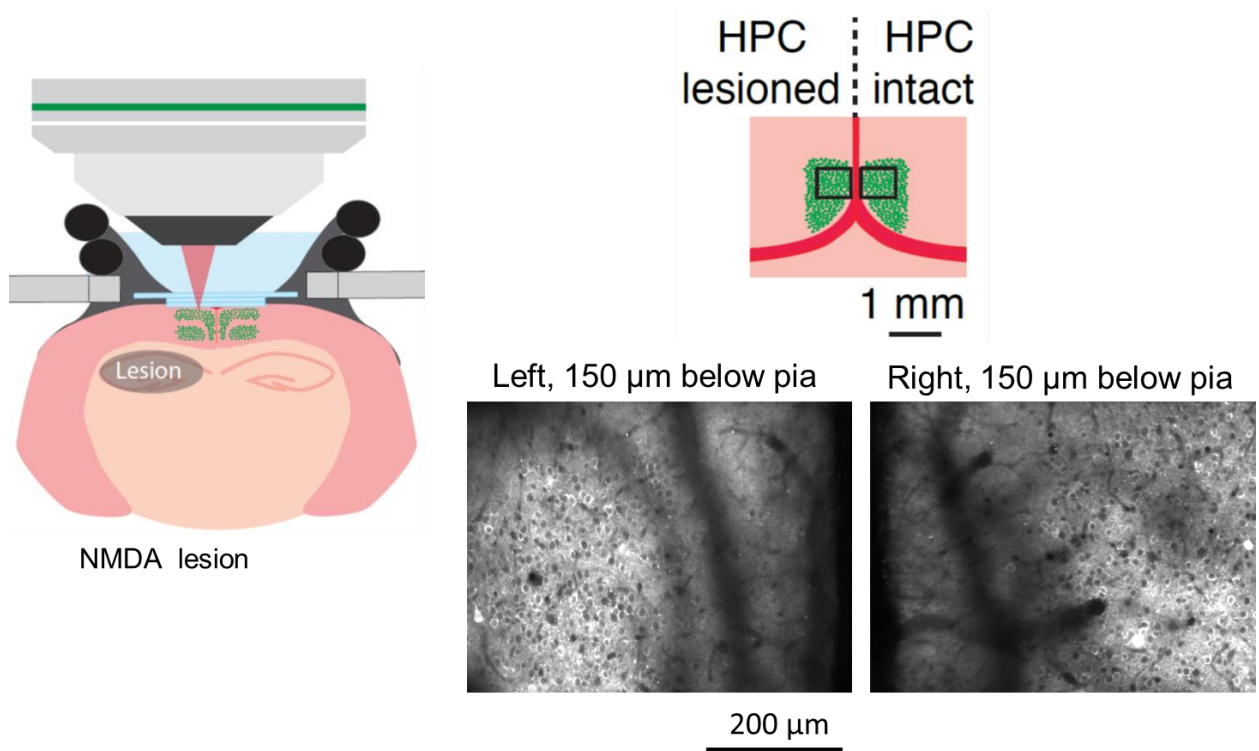 HPC HPC
lesioned intact
1 mm
Lesion
NMDA lesion
Left, 150 µm below pia
Right, 150 µm below pia
200 µm